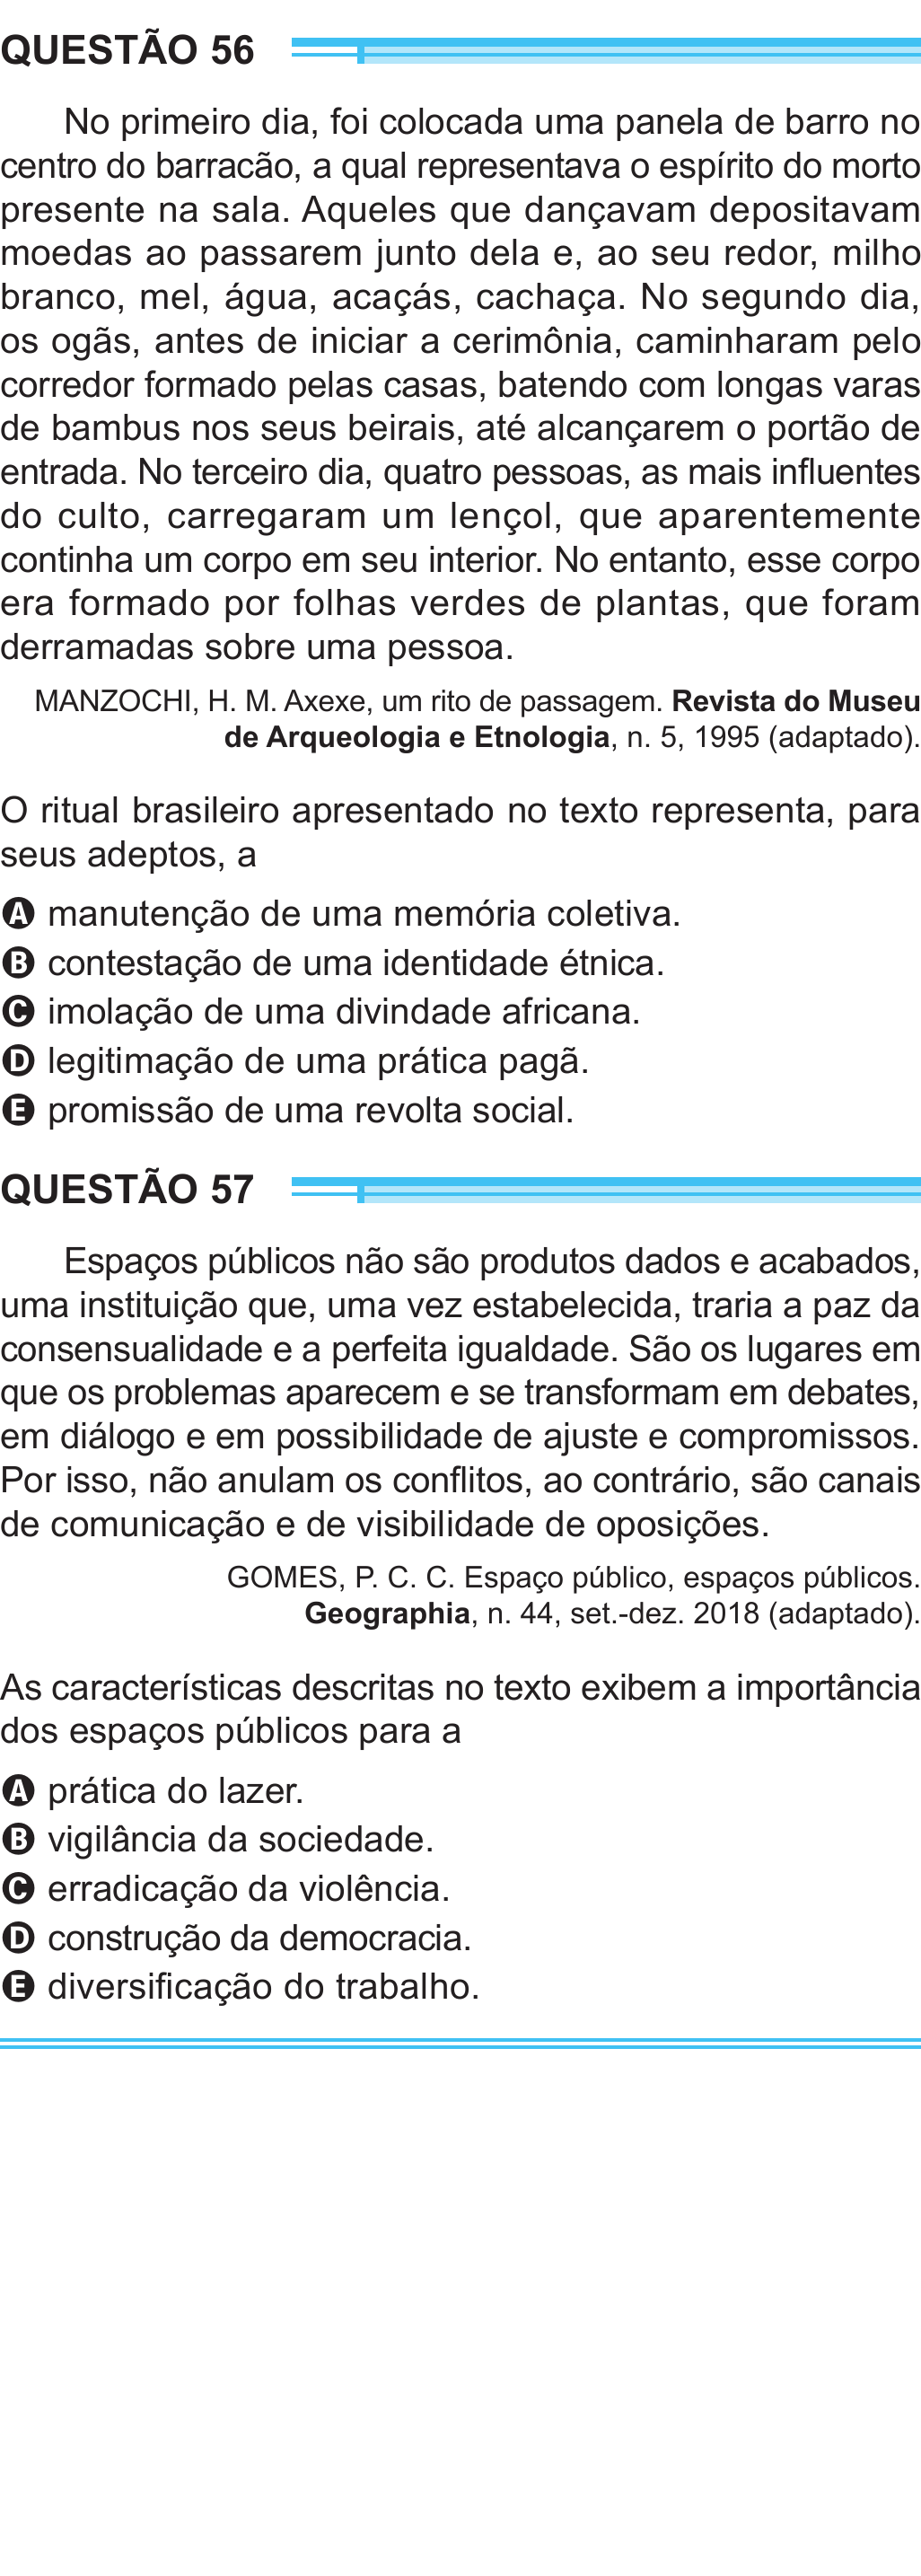 QUESTÃO 56
No primeiro dia, foi colocada uma panela de barro no
centro do barracão, a qual representava o espírito do morto
presente na sala. Aqueles que dançavam depositavam
moedas ao passarem junto dela e, ao seu redor, milho
branco, mel, água, acaçás, cachaça. No segundo dia,
os ogãs, antes de iniciar a cerimônia, caminharam pelo
corredor formado pelas casas, batendo com longas varas
de bambus nos seus beirais, até alcançarem o portão de
entrada. No terceiro dia, quatro pessoas, as mais influentes
do culto, carregaram um lençol, que aparentemente
continha um corpo em seu interior. No entanto, esse corpo
era formado por folhas verdes de plantas, que foram
derramadas sobre uma pessoa.
MANZOCHI, H. M. Axexe, um rito de passagem. Revista do Museu
de Arqueologia e Etnologia, n. 5, 1995 (adaptado).
O ritual brasileiro apresentado no texto representa, para
seus adeptos, a
A manutenção de uma memória coletiva.
B contestação de uma identidade étnica.
C imolação de uma divindade africana.
D legitimação de uma prática pagã.
E promissão de uma revolta social.
QUESTÃO 57
Espaços públicos não são produtos dados e acabados,
uma instituição que, uma vez estabelecida, traria a paz da
consensualidade e a perfeita igualdade. São os lugares em
que os problemas aparecem e se transformam em debates,
em diálogo e em possibilidade de ajuste e compromissos.
Por isso, não anulam os conflitos, ao contrário, são canais
de comunicação e de visibilidade de oposições.
GOMES, P. C. C. Espaço público, espaços públicos.
Geographia, n. 44, set.-dez. 2018 (adaptado).
As características descritas no texto exibem a importância
dos espaços públicos para a
A prática do lazer.
B vigilância da sociedade.
C erradicação da violência.
D construção da democracia.
E diversificação do trabalho.